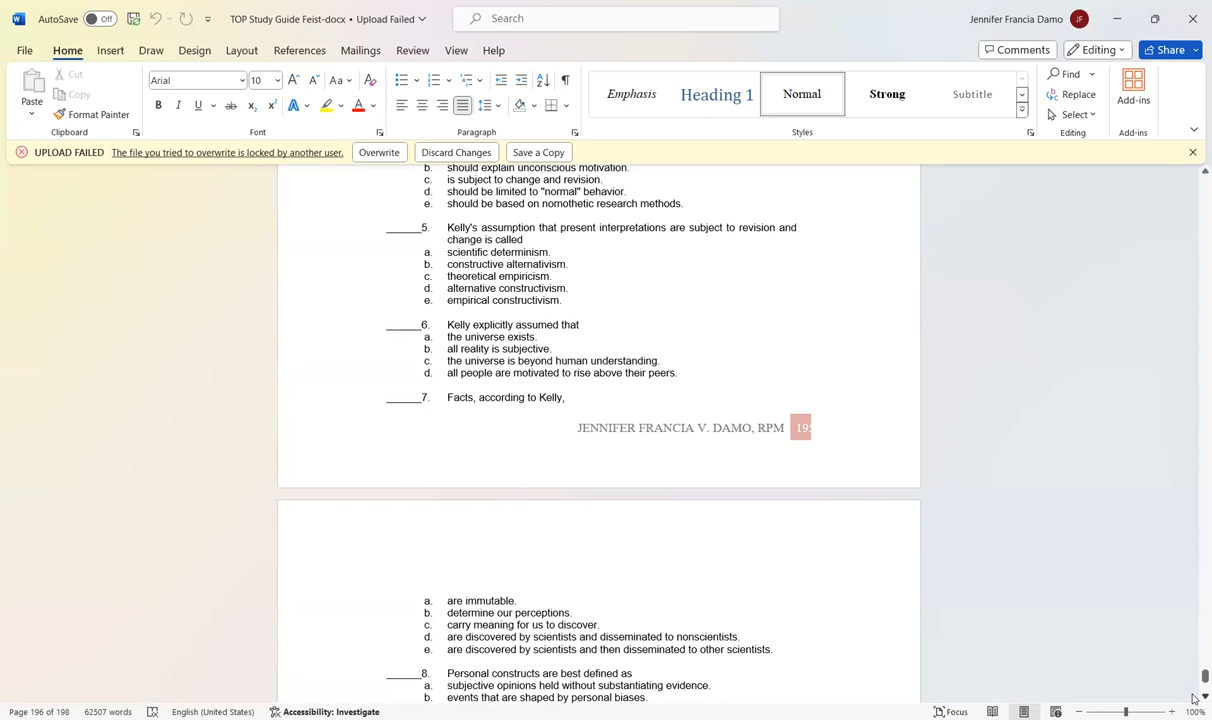 AutoSave Off TOP Study Guide Feist-docx • Upload Failed Search Jennifer Francia Damo JF
File Home Insert Draw Design Layout References Mailings Review View Help Comments Editing Share
Paste Cut Copy Format Painter Clipboard
Arial 10 Font
Paragraph
Emphasis Heading 1 Normal Strong Subtitle Styles
Find Replace Select Editing
Add-ins Add-ins
UPLOAD FAILED The file you tried to overwrite is locked by another user. Overwrite Discard Changes Save a Copy
b. should explain unconscious motivation.
c. is subject to change and revision.
d. should be limited to "normal" behavior.
e. should be based on nomothetic research methods.
______5. Kelly's assumption that present interpretations are subject to revision and
change is called
a. scientific determinism.
b. constructive alternativism.
c. theoretical empiricism.
d. alternative constructivism.
e. empirical constructivism.
______6. Kelly explicitly assumed that
a. the universe exists.
b. all reality is subjective.
c. the universe is beyond human understanding.
d. all people are motivated to rise above their peers.
______7. Facts, according to Kelly,
JENNIFER FRANCIA V. DAMO, RPM
a. are immutable.
b. determine our perceptions.
c. carry meaning for us to discover.
d. are discovered by scientists and disseminated to nonscientists.
e. are discovered by scientists and then disseminated to other scientists.
______8. Personal constructs are best defined as
a. subjective opinions held without substantiating evidence.
b. events that are shaped by personal biases.
Page 196 of 198 62507 words English (United States) Accessibility: Investigate Focus 100%